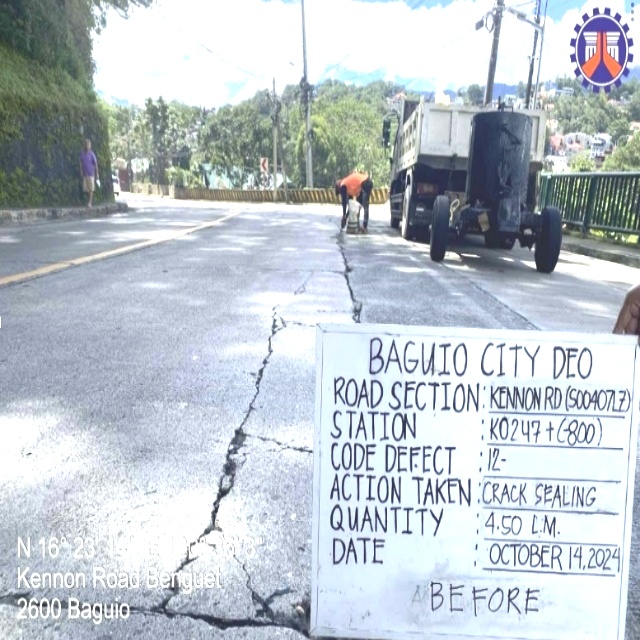 BAGUIO CITY DEO
ROAD SECTION : KENNON RD (S00407LZ)
STATION : K0247 + (-800)
CODE DEFECT : 12-
ACTION TAKEN : CRACK SEALING
QUANTITY : 4.50 L.M.
DATE : OCTOBER 14, 2024
BEFORE
N 16° 23'
Kennon Road Benguet
2600 Baguio